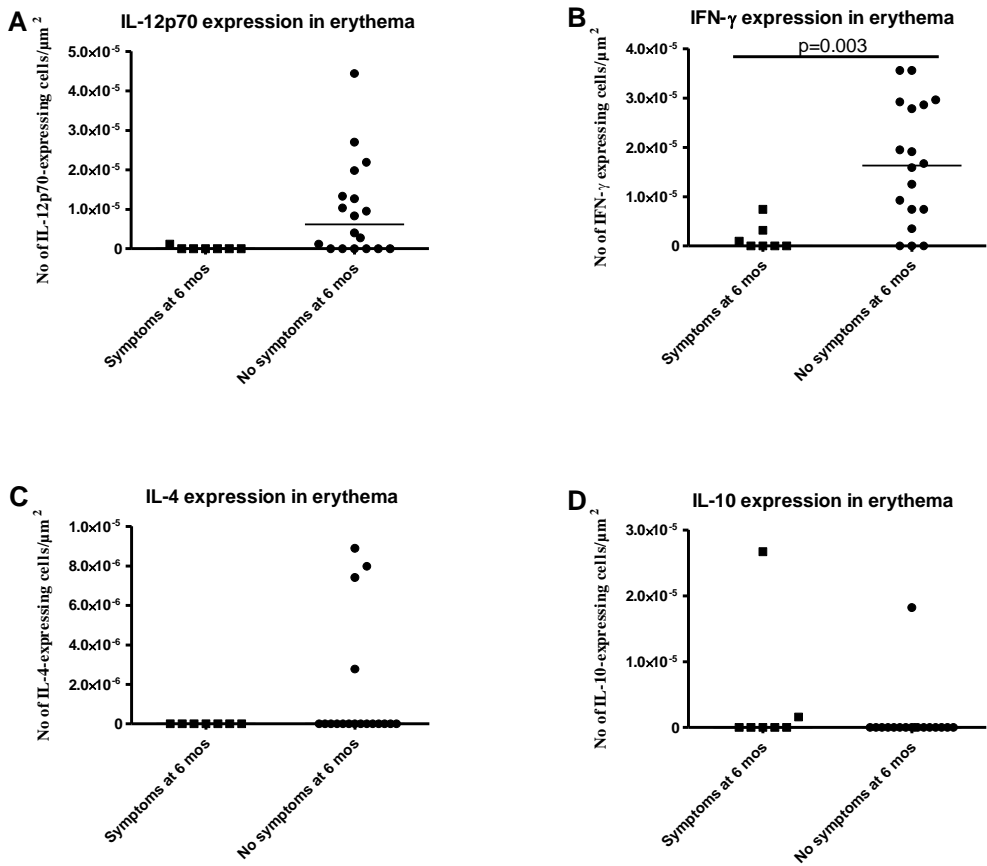 A
IL-12p70 expression in erythema
No of IL-12p70-expressing cells/µm²
5.0×10⁻⁵
4.0×10⁻⁵
3.0×10⁻⁵
2.0×10⁻⁵
1.0×10⁻⁵
0
Symptoms at 6 mos
No symptoms at 6 mos
B
IFN-γ expression in erythema
p=0.003
No of IFN-γ expressing cells/µm²
4.0×10⁻⁵
3.0×10⁻⁵
2.0×10⁻⁵
1.0×10⁻⁵
0
Symptoms at 6 mos
No symptoms at 6 mos
C
IL-4 expression in erythema
No of IL-4-expressing cells/µm²
1.0×10⁻⁵
8.0×10⁻⁶
6.0×10⁻⁶
4.0×10⁻⁶
2.0×10⁻⁶
0
Symptoms at 6 mos
No symptoms at 6 mos
D
IL-10 expression in erythema
No of IL-10-expressing cells/µm²
3.0×10⁻⁵
2.0×10⁻⁵
1.0×10⁻⁵
0
Symptoms at 6 mos
No symptoms at 6 mos